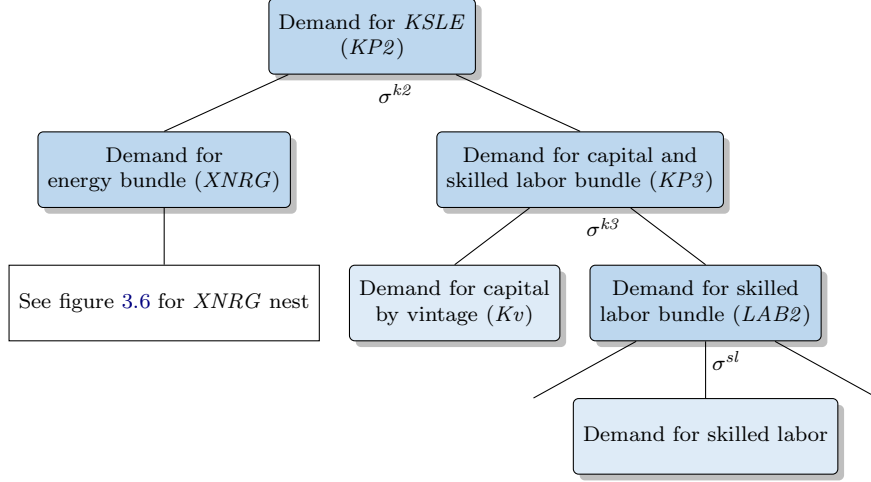 Demand for KSLE
(KP2)
σ^k2
Demand for
energy bundle (XNRG)
Demand for capital and
skilled labor bundle (KP3)
σ^k3
See figure 3.6 for XNRG nest
Demand for capital
by vintage (Kv)
Demand for skilled
labor bundle (LAB2)
σ^sl
Demand for skilled labor